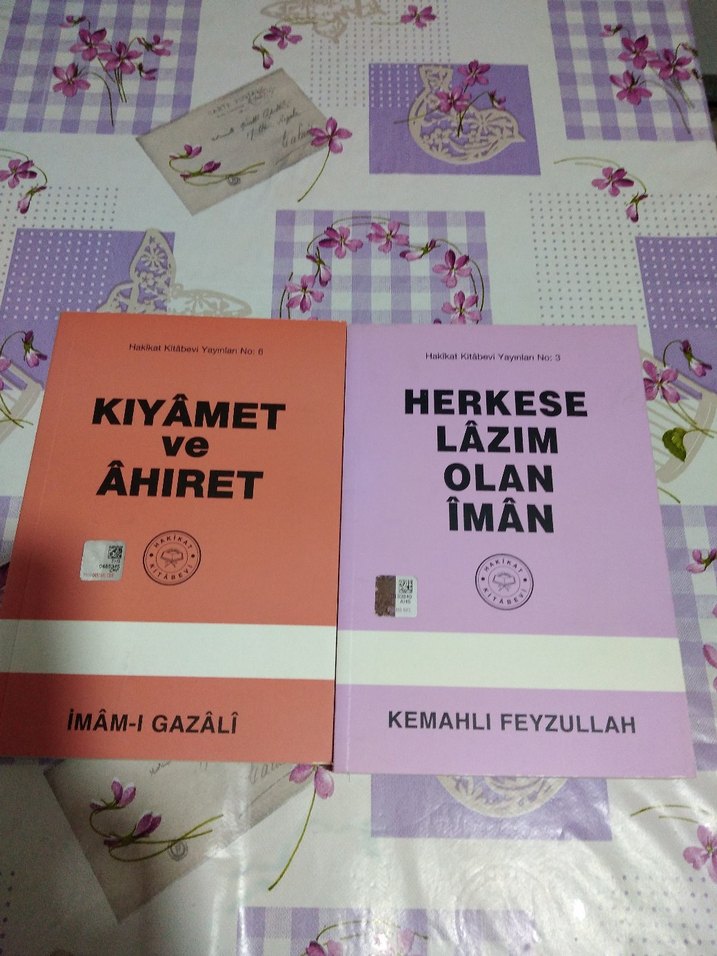 Hakîkat Kitâbevi Yayınları No: 6
KIYÂMET
ve
ÂHIRET
HAKÎKAT
KİTÂBEVİ
İMÂM-I GAZÂLÎ
Hakîkat Kitâbevi Yayınları No: 3
HERKESE
LÂZIM
OLAN
ÎMÂN
HAKÎKAT
KİTÂBEVİ
KEMAHLI FEYZULLAH